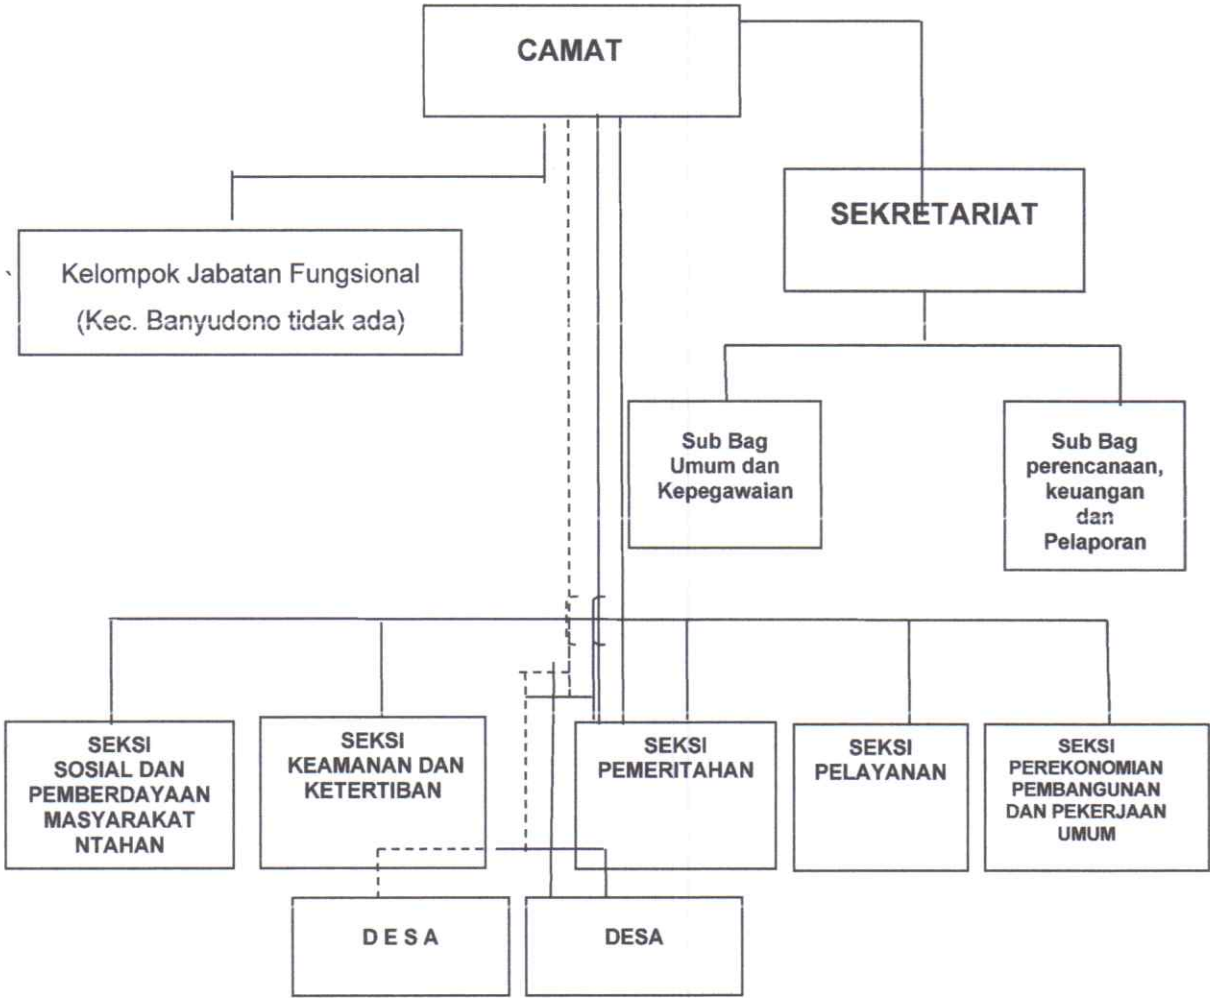 CAMAT
SEKRETARIAT
Kelompok Jabatan Fungsional
(Kec. Banyudono tidak ada)
Sub Bag
Umum dan
Kepegawaian
Sub Bag
perencanaan,
keuangan
dan
Pelaporan
SEKSI
SOSIAL DAN
PEMBERDAYAAN
MASYARAKAT
NTAHAN
SEKSI
KEAMANAN DAN
KETERTIBAN
SEKSI
PEMERITAHAN
SEKSI
PELAYANAN
SEKSI
PEREKONOMIAN
PEMBANGUNAN
DAN PEKERJAAN
UMUM
D E S A
DESA